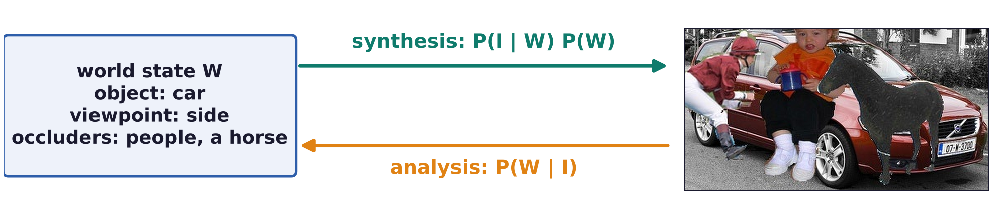 world state W
object: car
viewpoint: side
occluders: people, a horse
synthesis: P(I | W) P(W)
analysis: P(W | I)
07-W-3700